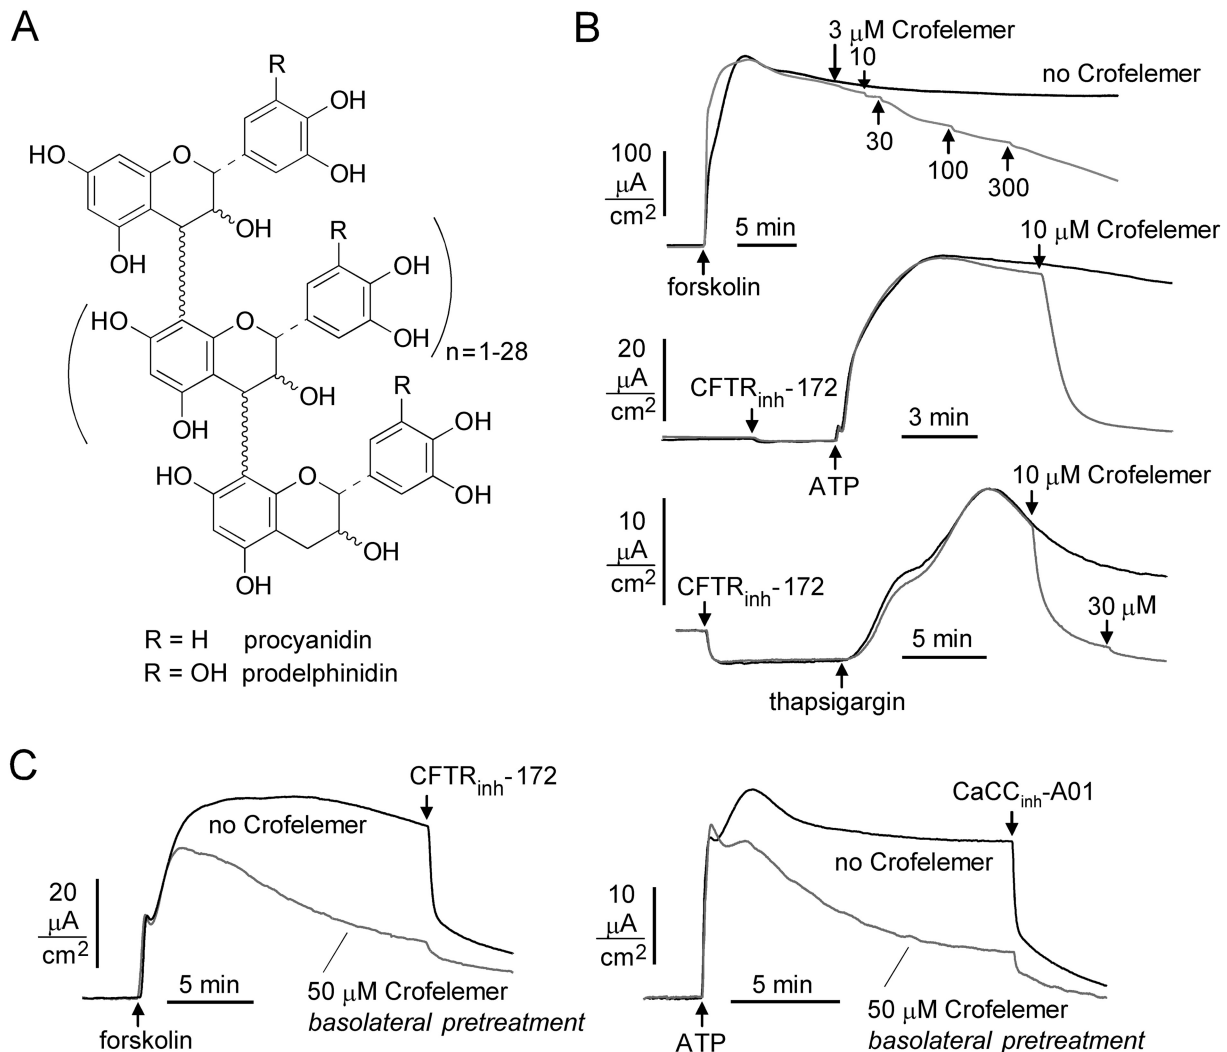 A
R
OH
HO
O
OH
OH
OH
R
OH
HO
O
OH
n=1-28
OH
OH
R
OH
HO
O
OH
OH
OH
R = H procyanidin
R = OH prodelphinidin
B
3 μM Crofelemer
10
no Crofelemer
30
100
300
100
μA
cm2
5 min
forskolin
10 μM Crofelemer
20
μA
cm2
CFTRinh-172
3 min
ATP
10 μM Crofelemer
10
μA
cm2
CFTRinh-172
30 μM
5 min
thapsigargin
C
CFTRinh-172
no Crofelemer
20
μA
cm2
5 min
50 μM Crofelemer
basolateral pretreatment
forskolin
CaCCinh-A01
no Crofelemer
10
μA
cm2
5 min
50 μM Crofelemer
basolateral pretreatment
ATP